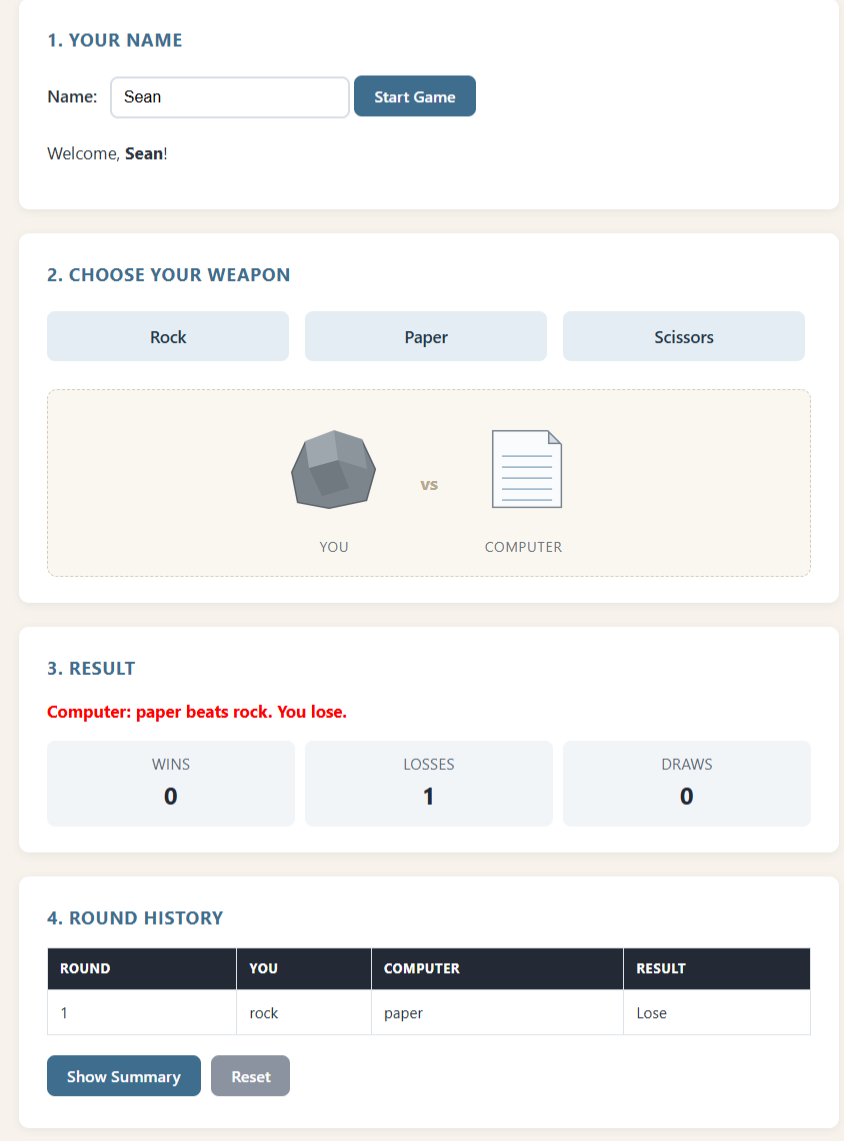 1. YOUR NAME
Name: Sean Start Game
Welcome, Sean!
2. CHOOSE YOUR WEAPON
Rock Paper Scissors
vs
YOU COMPUTER
3. RESULT
Computer: paper beats rock. You lose.
WINS LOSSES DRAWS
0 1 0
4. ROUND HISTORY
ROUND YOU COMPUTER RESULT
1 rock paper Lose
Show Summary Reset